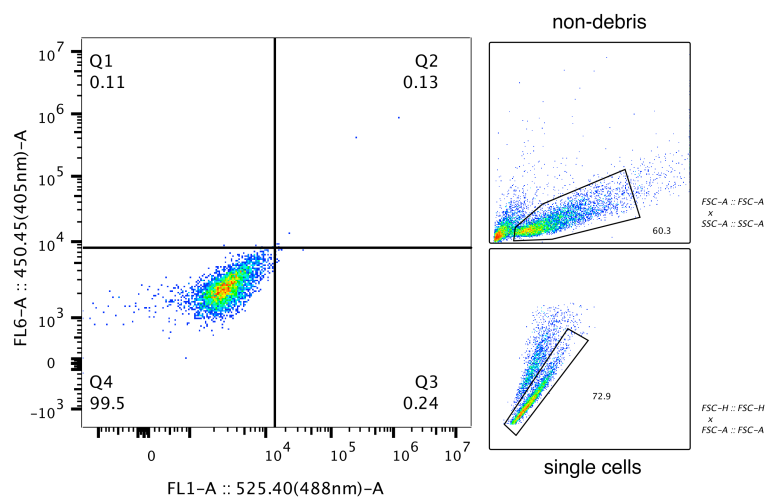 non-debris
10^7
10^6
10^5
10^4
10^3
0
-10^3
FL6-A :: 450.45(405nm)-A
Q1
0.11
Q2
0.13
Q4
99.5
Q3
0.24
0
10^4
10^5
10^6
10^7
FL1-A :: 525.40(488nm)-A
60.3
FSC-A :: FSC-A
x
SSC-A :: SSC-A
72.9
FSC-H :: FSC-H
x
FSC-A :: FSC-A
single cells